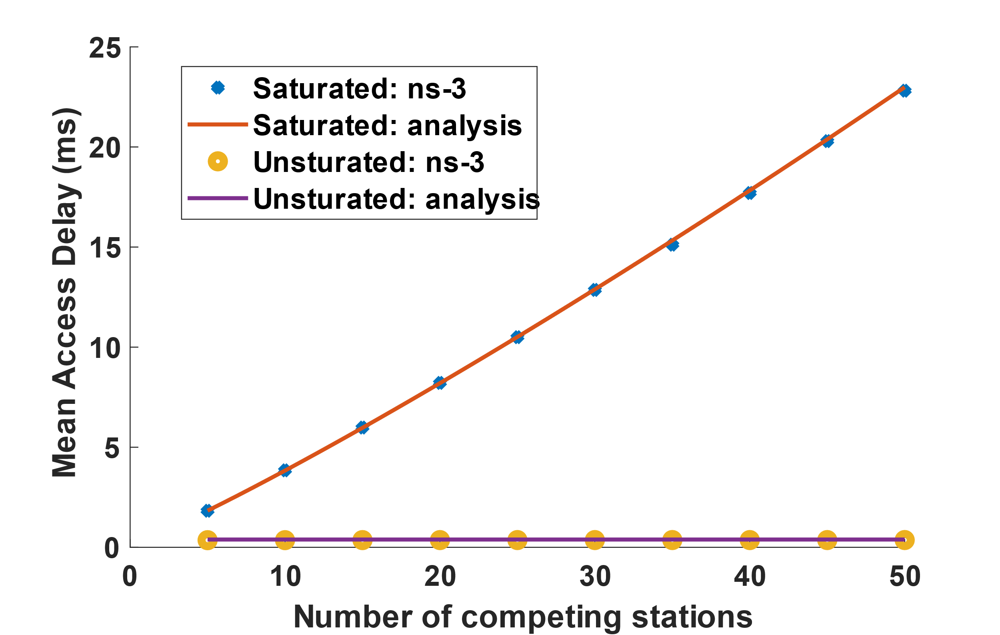 25
20
15
10
5
0
Mean Access Delay (ms)
Saturated: ns-3
Saturated: analysis
Unsturated: ns-3
Unsturated: analysis
0 10 20 30 40 50
Number of competing stations